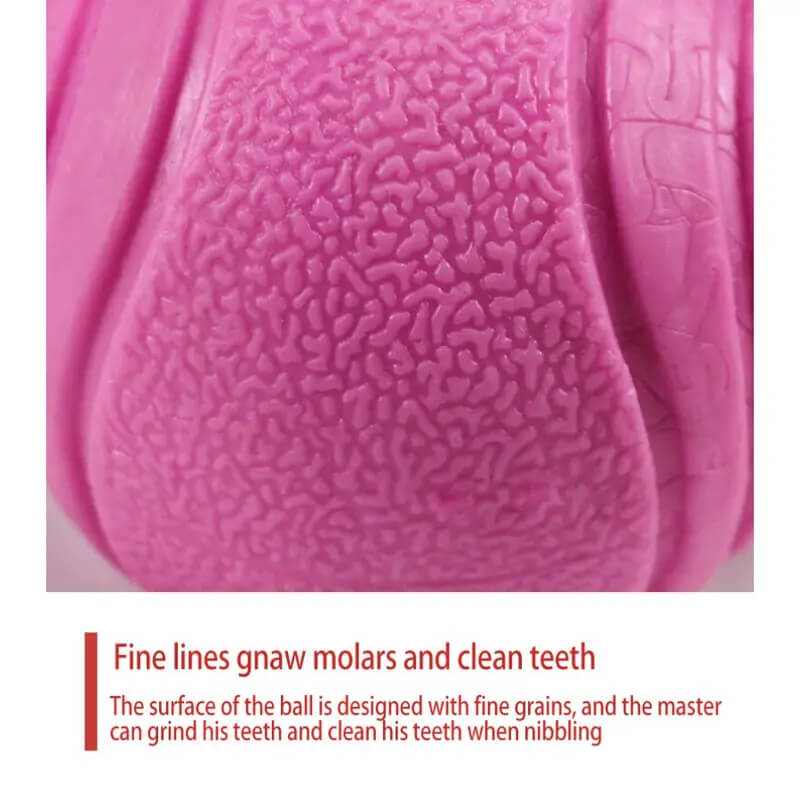 Fine lines gnaw molars and clean teeth
The surface of the ball is designed with fine grains, and the master
can grind his teeth and clean his teeth when nibbling